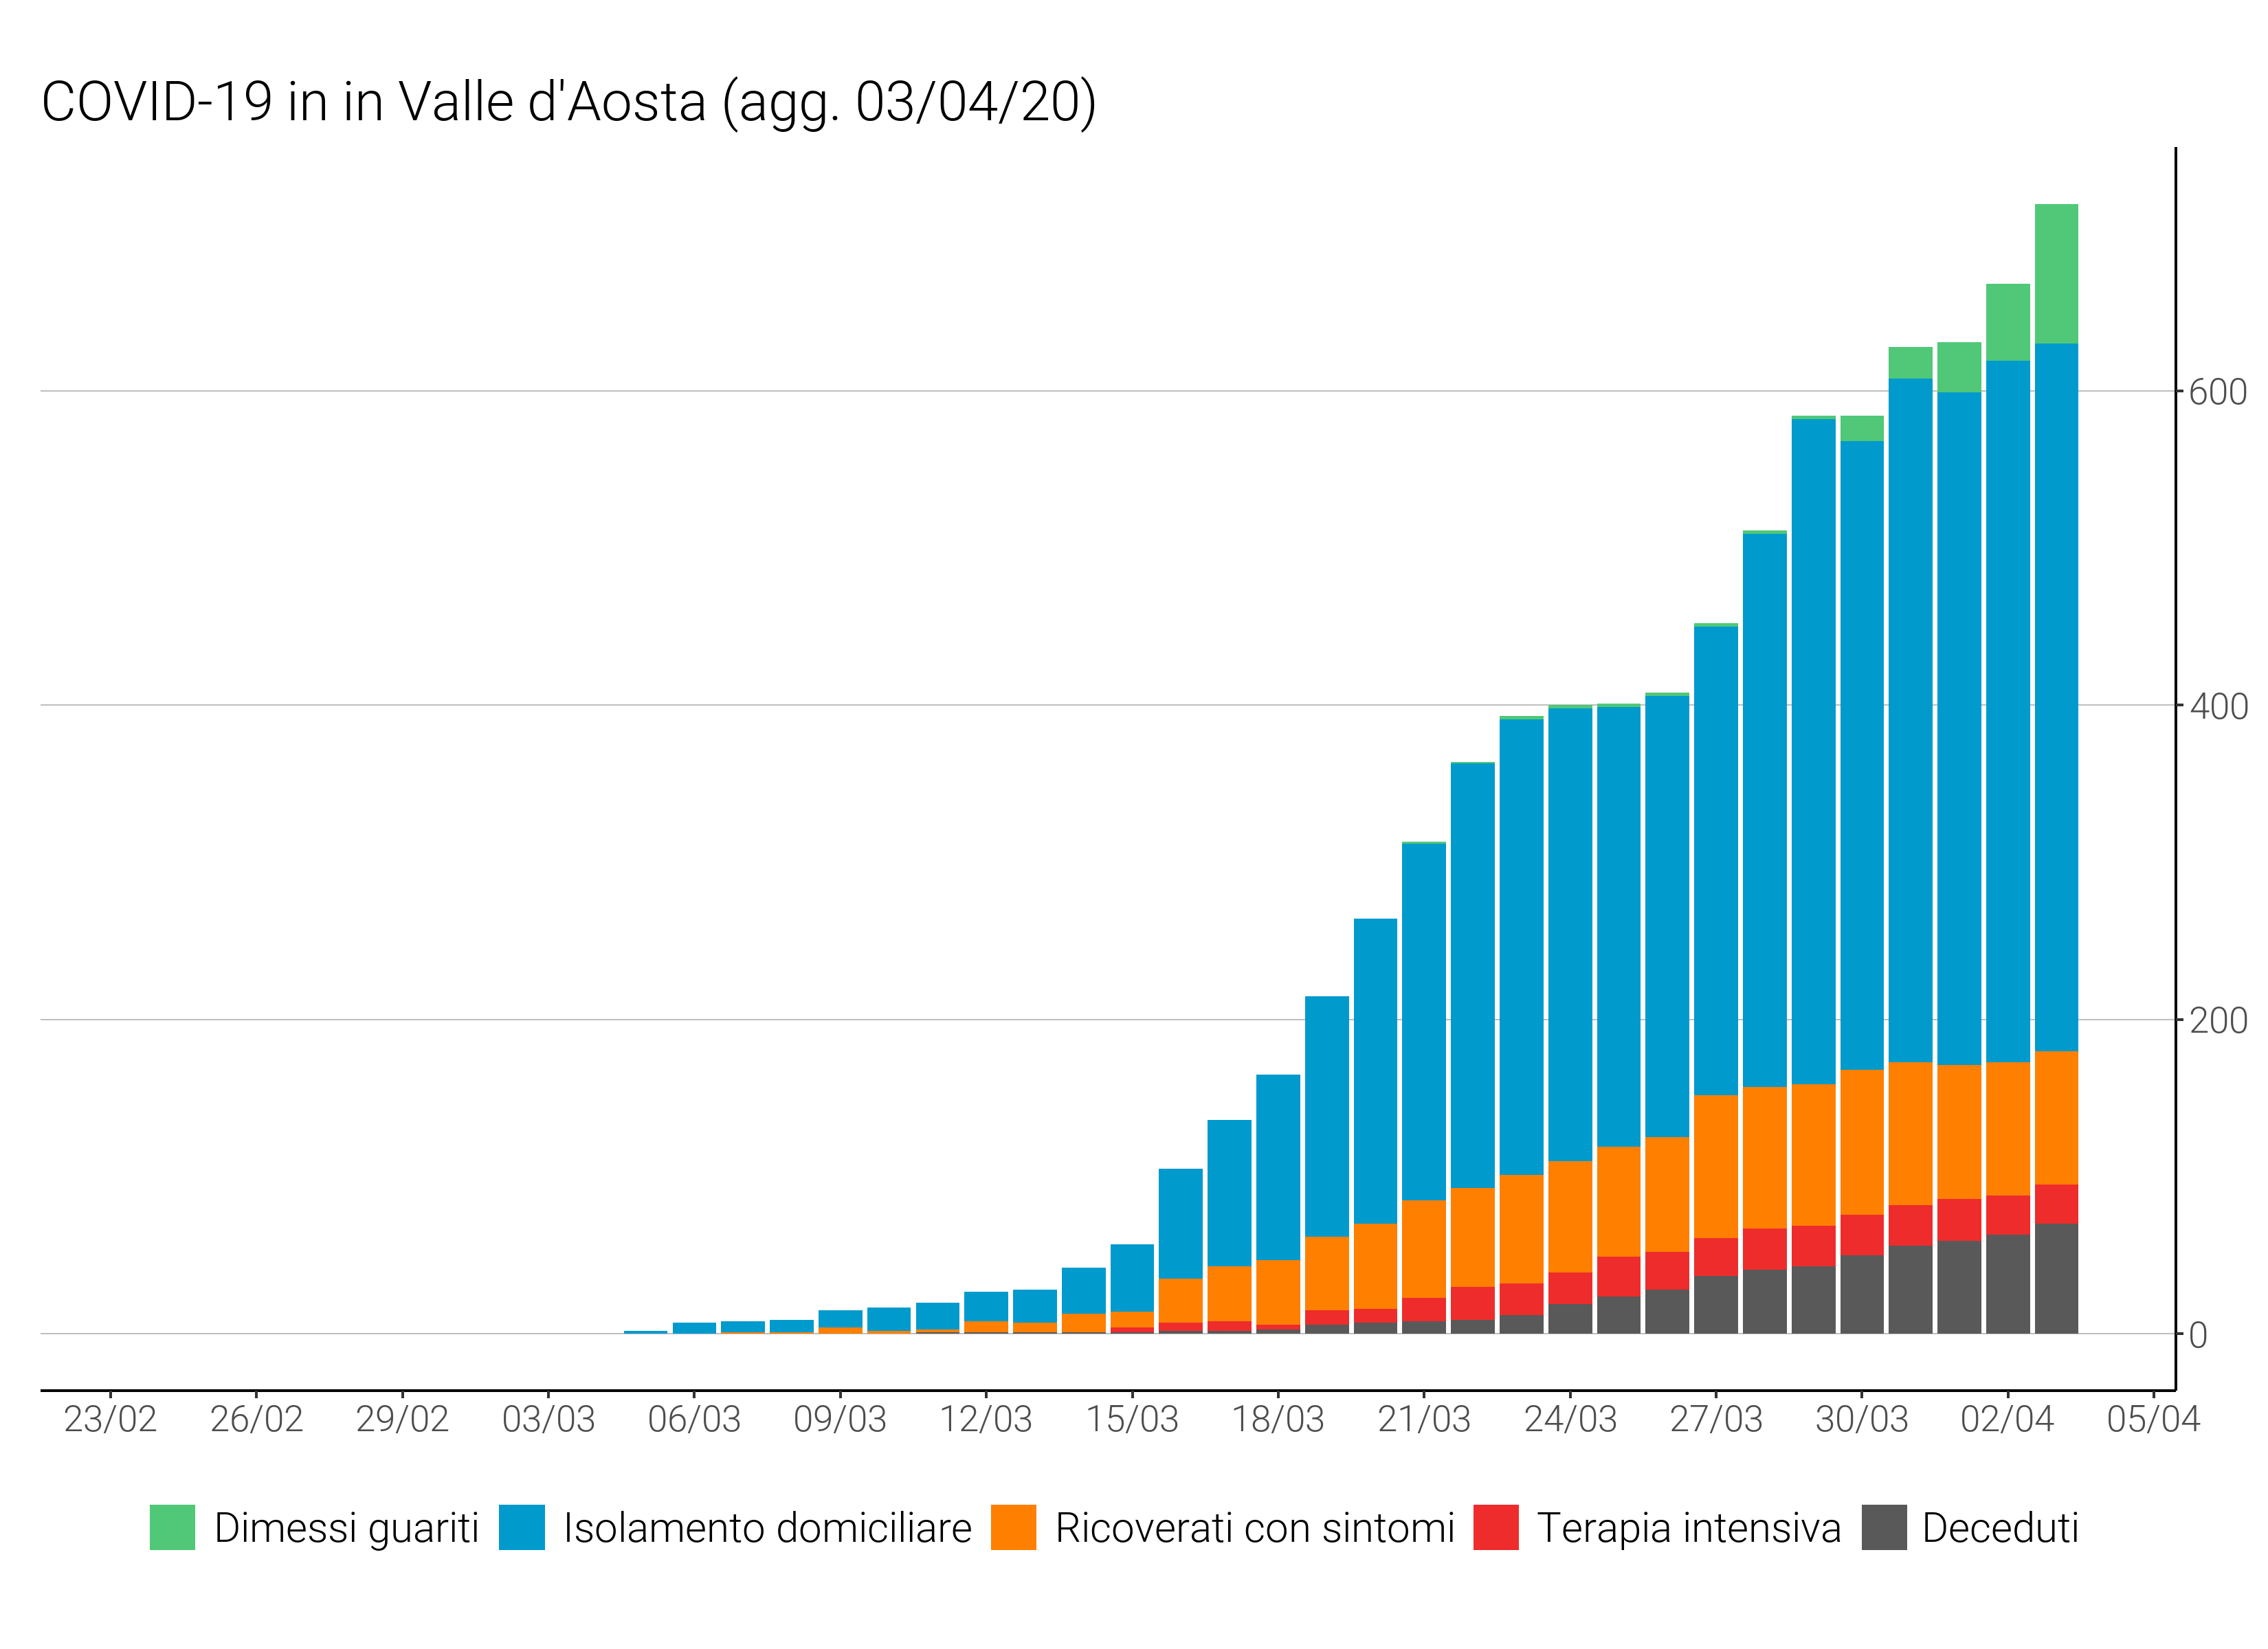 COVID-19 in in Valle d'Aosta (agg. 03/04/20)
600
400
200
0
23/02 26/02 29/02 03/03 06/03 09/03 12/03 15/03 18/03 21/03 24/03 27/03 30/03 02/04 05/04
Dimessi guariti Isolamento domiciliare Ricoverati con sintomi Terapia intensiva Deceduti